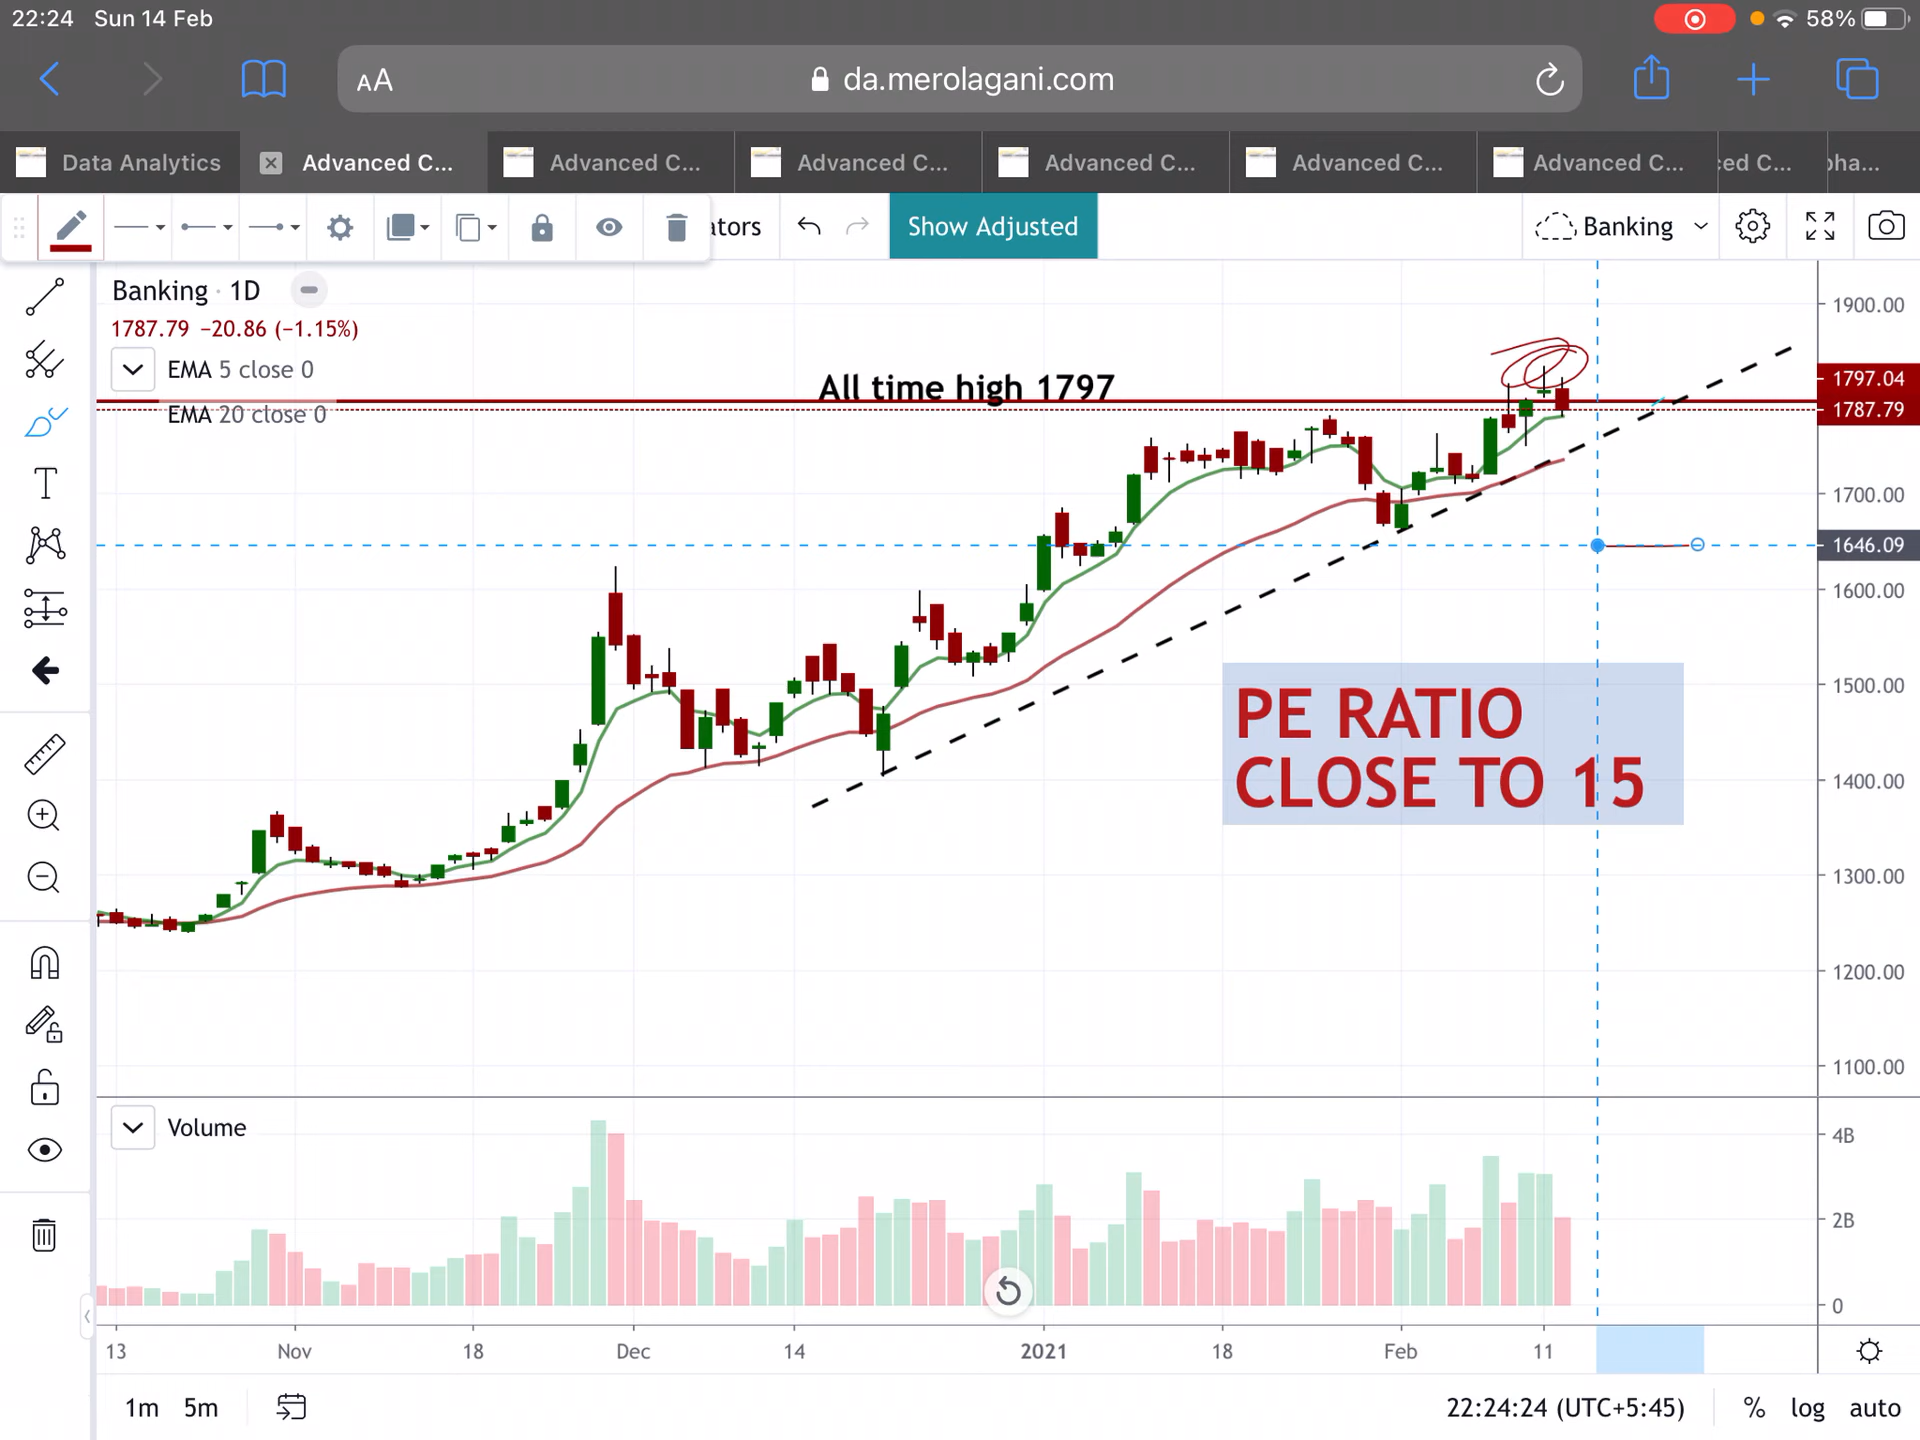 22:24 Sun 14 Feb
58%
AA
da.merolagani.com
Data Analytics
Advanced C...
Advanced C...
Advanced C...
Advanced C...
Advanced C...
Advanced C...
ced C...
pha...
ators
Show Adjusted
Banking
Banking · 1D
1787.79 −20.86 (−1.15%)
EMA 5 close 0
EMA 20 close 0
All time high 1797
1900.00
1797.04
1787.79
1700.00
1646.09
1600.00
1500.00
1400.00
1300.00
1200.00
1100.00
PE RATIO
CLOSE TO 15
Volume
4B
2B
0
13 Nov 18 Dec 14 2021 18 Feb 11
1m 5m
22:24:24 (UTC+5:45) % log auto